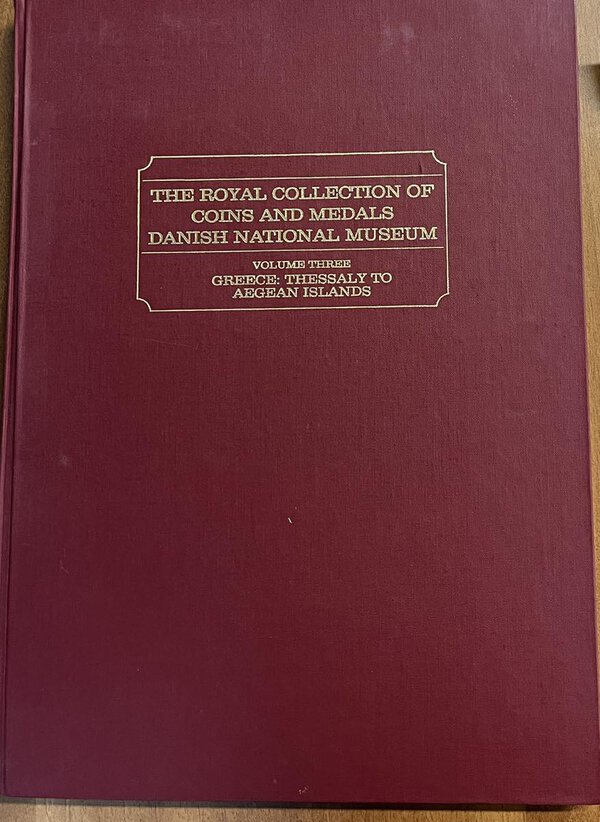 THE ROYAL COLLECTION OF
COINS AND MEDALS
DANISH NATIONAL MUSEUM
VOLUME THREE
GREECE: THESSALY TO
AEGEAN ISLANDS